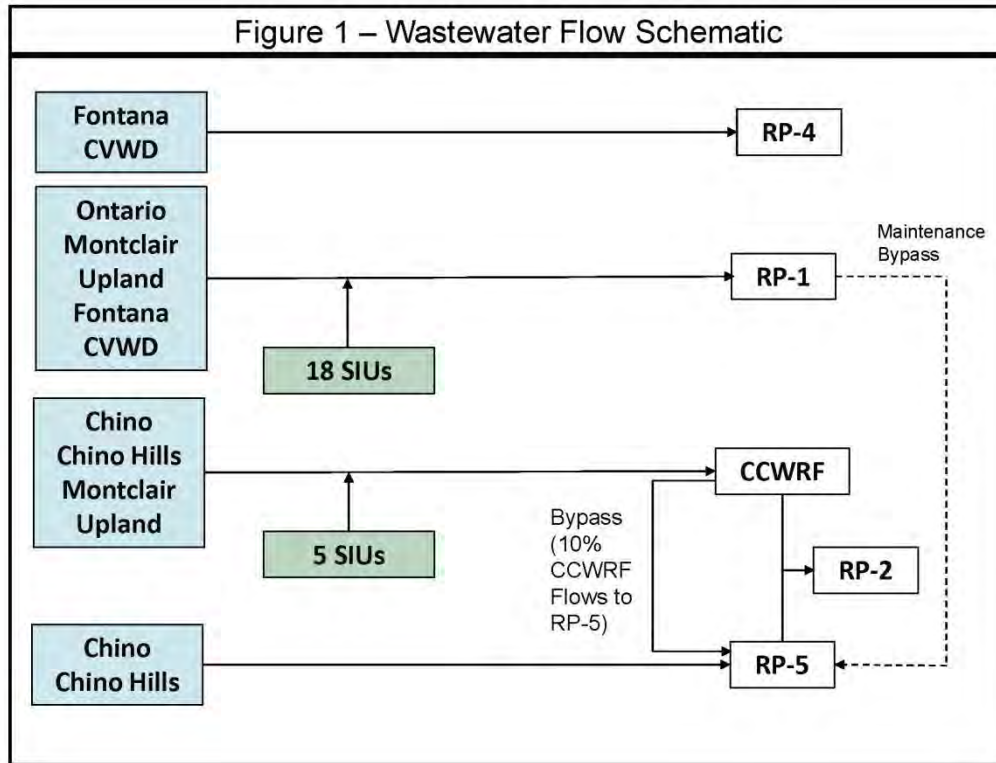 Figure 1 – Wastewater Flow Schematic
Fontana
CVWD
RP-4
Ontario
Montclair
Upland
Fontana
CVWD
18 SIUs
RP-1
Maintenance
Bypass
Chino
Chino Hills
Montclair
Upland
5 SIUs
CCWRF
Bypass
(10%
CCWRF
Flows to
RP-5)
RP-2
Chino
Chino Hills
RP-5